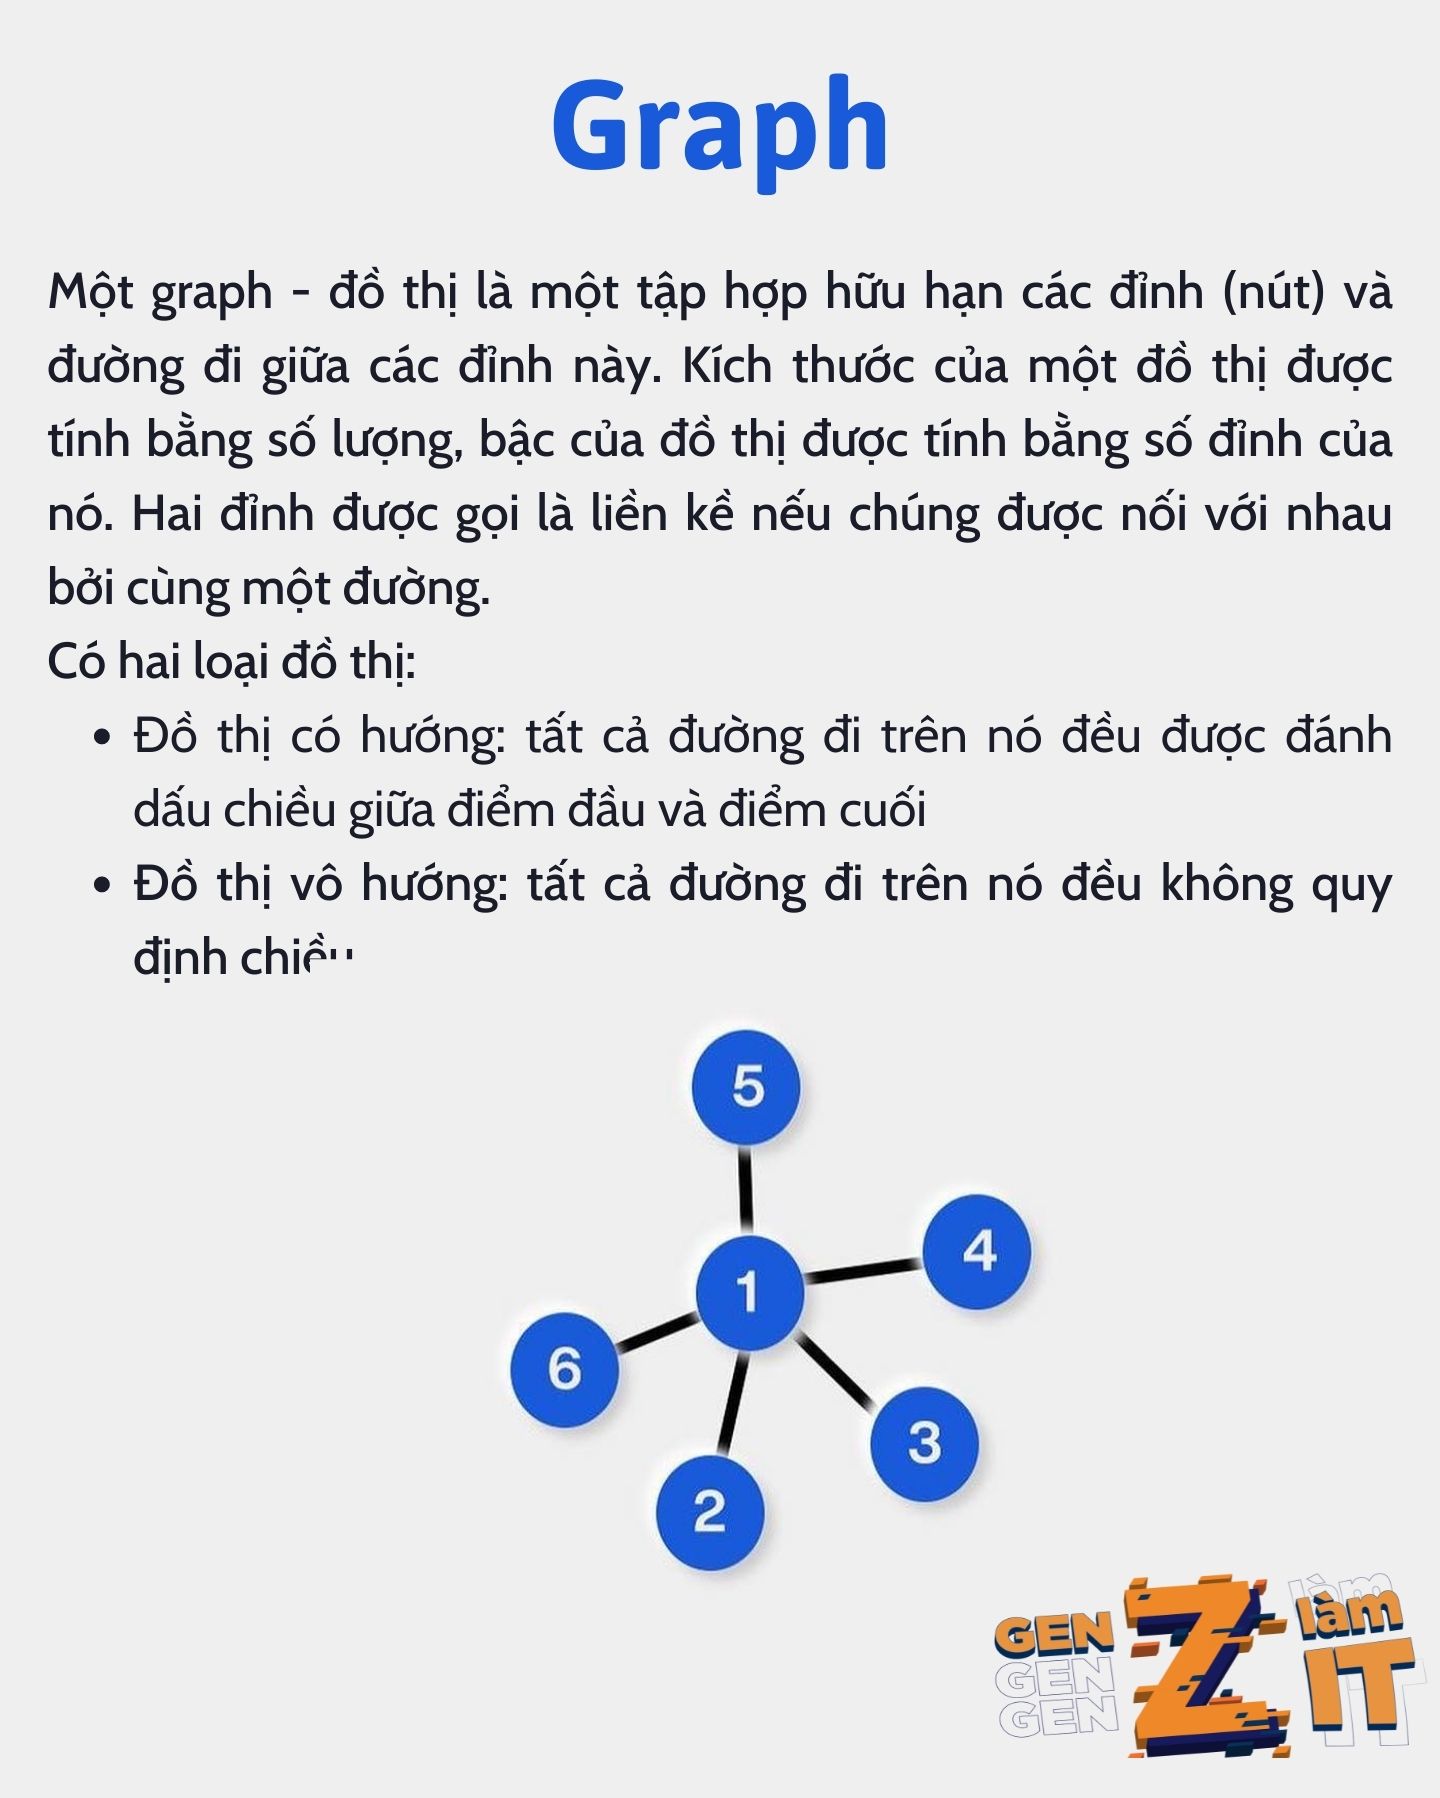 Graph
Một graph - đồ thị là một tập hợp hữu hạn các đỉnh (nút) và
đường đi giữa các đỉnh này. Kích thước của một đồ thị được
tính bằng số lượng, bậc của đồ thị được tính bằng số đỉnh của
nó. Hai đỉnh được gọi là liền kề nếu chúng được nối với nhau
bởi cùng một đường.
Có hai loại đồ thị:
• Đồ thị có hướng: tất cả đường đi trên nó đều được đánh
dấu chiều giữa điểm đầu và điểm cuối
• Đồ thị vô hướng: tất cả đường đi trên nó đều không quy
định chiều
5
4
1
6
3
2
GEN Z làm
GEN IT
GEN